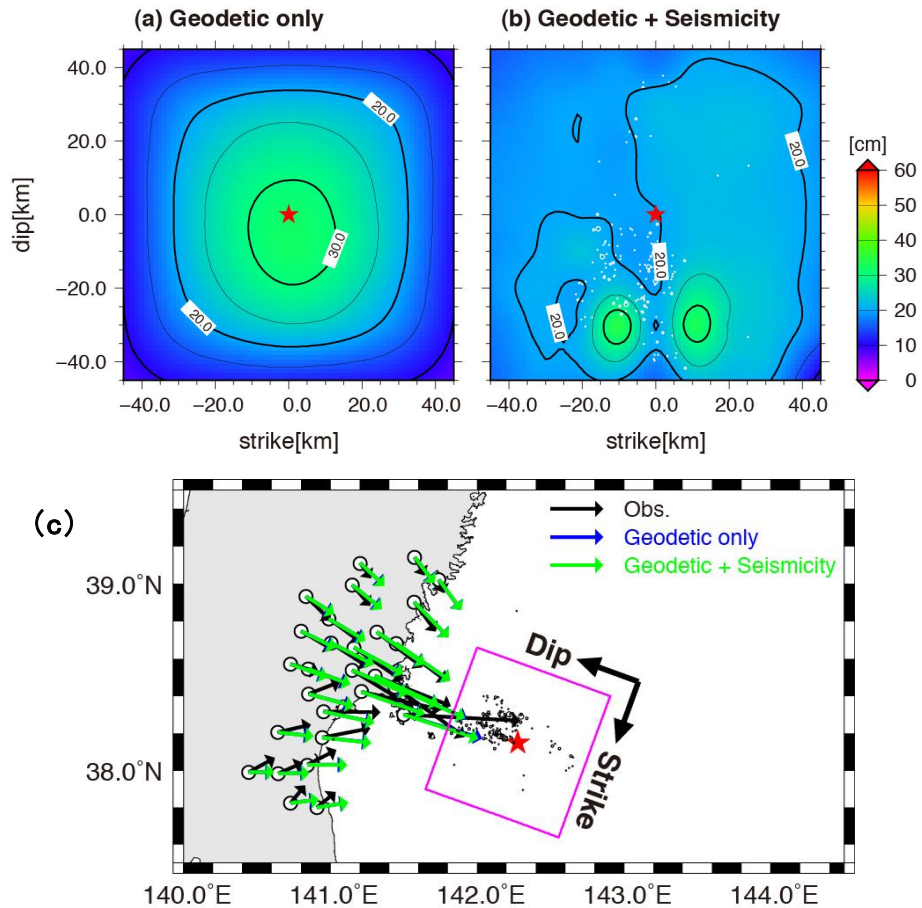 (a) Geodetic only
(b) Geodetic + Seismicity
dip[km]
40.0
20.0
0.0
−20.0
−40.0
−40.0 −20.0 0.0 20.0 40.0
strike[km]
20.0
30.0
20.0
−40.0 −20.0 0.0 20.0 40.0
strike[km]
20.0
20.0
20.0
[cm]
60
50
40
30
20
10
0
(c)
Obs.
Geodetic only
Geodetic + Seismicity
Dip
Strike
39.0˚N
38.0˚N
140.0˚E 141.0˚E 142.0˚E 143.0˚E 144.0˚E